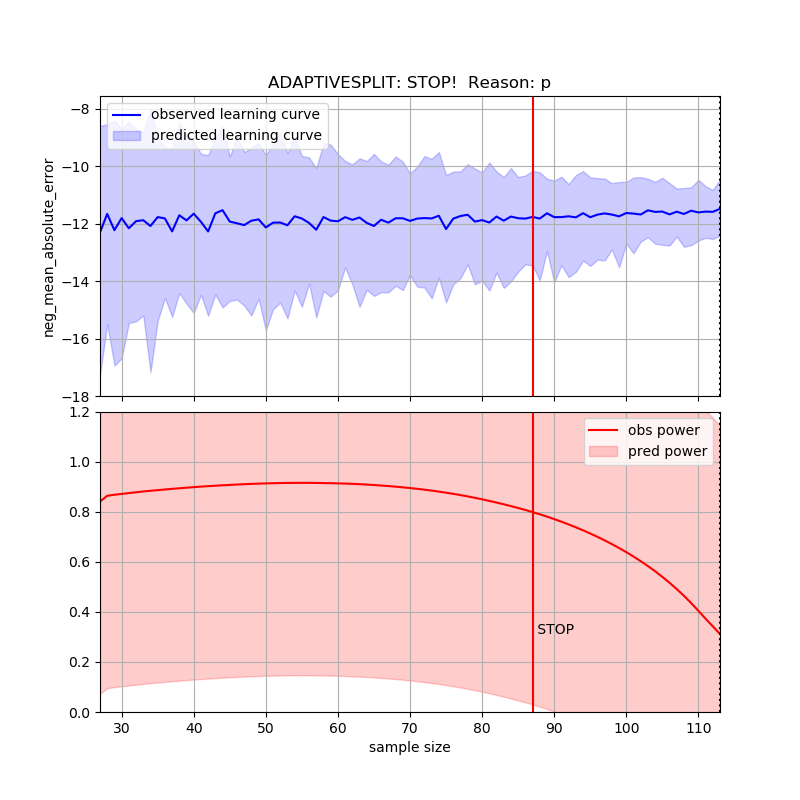 ADAPTIVESPLIT: STOP!  Reason: p
observed learning curve
predicted learning curve
neg_mean_absolute_error
−8
−10
−12
−14
−16
−18
obs power
pred power
STOP
1.2
1.0
0.8
0.6
0.4
0.2
0.0
30 40 50 60 70 80 90 100 110
sample size